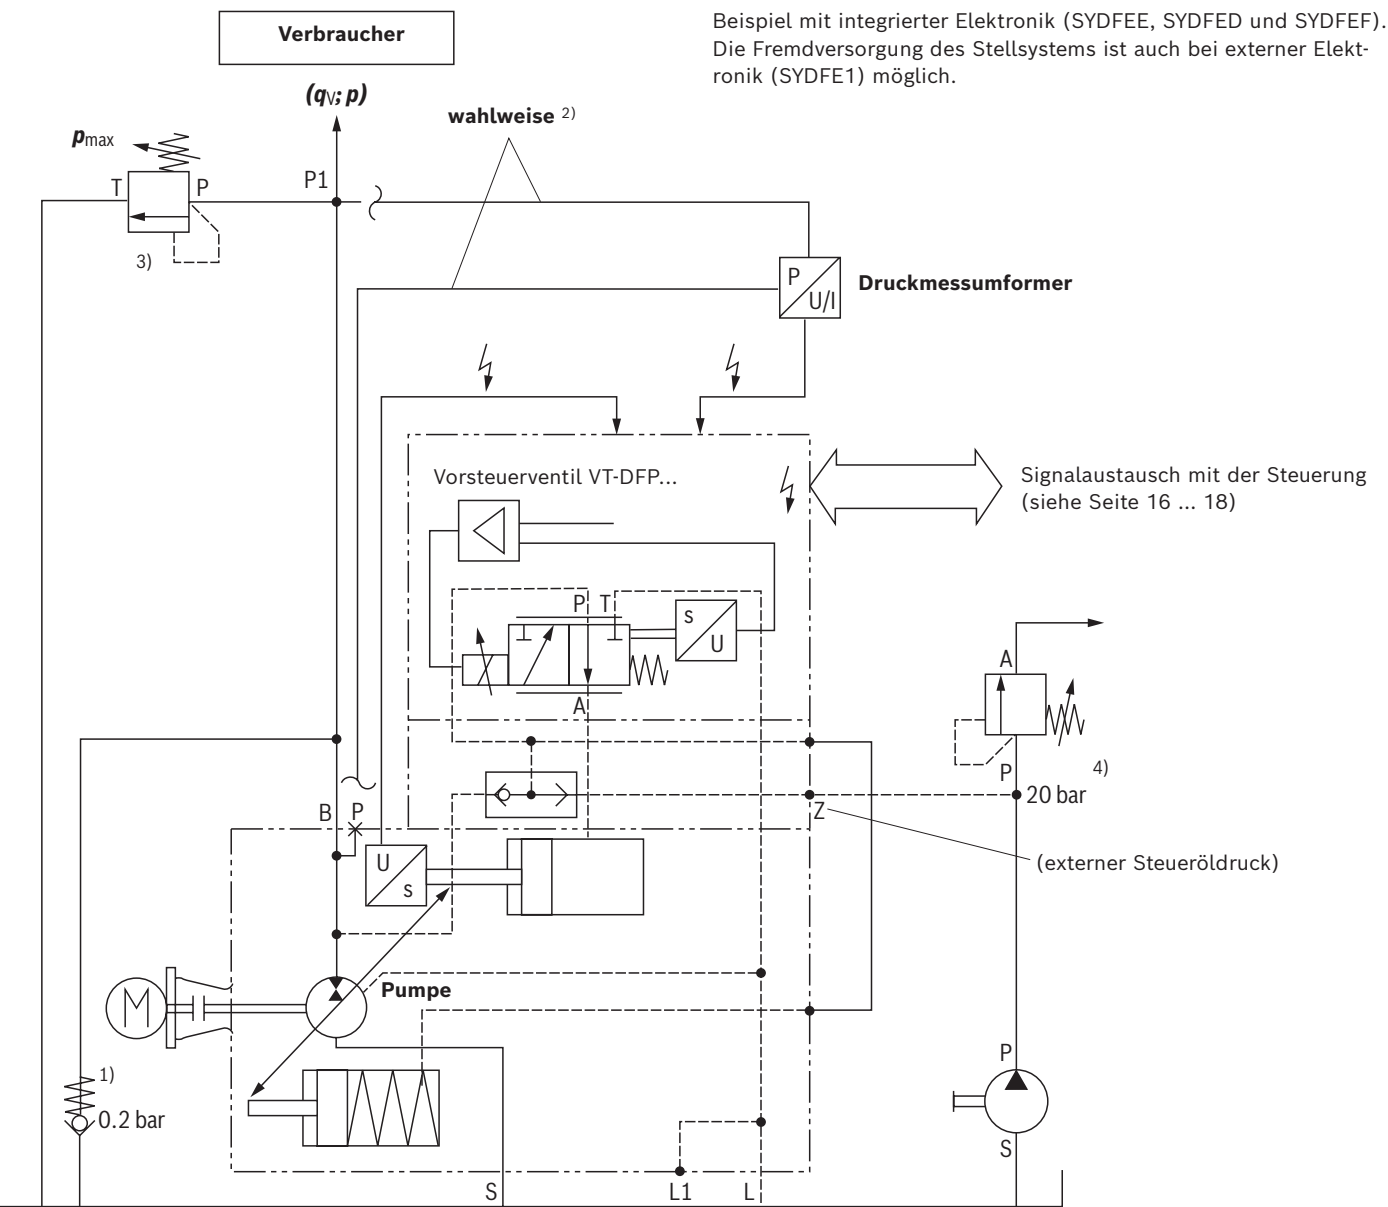 Verbraucher
Beispiel mit integrierter Elektronik (SYDFEE, SYDFED und SYDFEF).
Die Fremdversorgung des Stellsystems ist auch bei externer Elekt-
ronik (SYDFE1) möglich.
(qV; p)
wahlweise 2)
pmax
T
P
P1
3)
P
U/I
Druckmessumformer
Vorsteuerventil VT-DFP...
Signalaustausch mit der Steuerung
(siehe Seite 16 ... 18)
P T
s
U
A
A
P
4)
20 bar
B
P
Z
U
s
(externer Steueröldruck)
M
Pumpe
P
1)
0.2 bar
S
S
L1
L